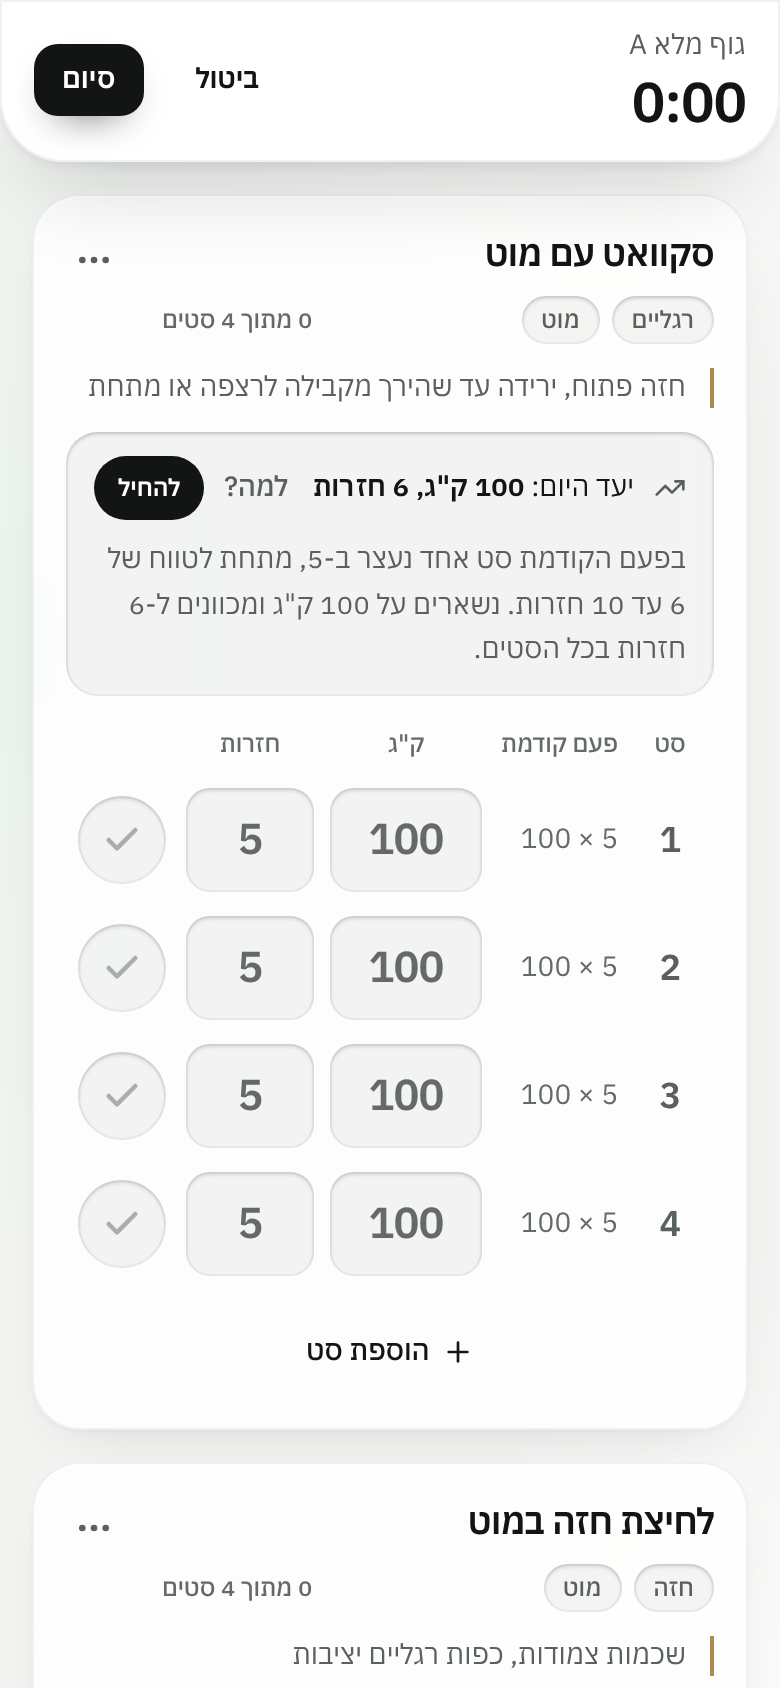 גוף מלא A
0:00
ביטול
סיום
סקוואט עם מוט
רגליים
מוט
0 מתוך 4 סטים
חזה פתוח, ירידה עד שהירך מקבילה לרצפה או מתחת
יעד היום: 100 ק"ג, 6 חזרות
למה?
להחיל
בפעם הקודמת סט אחד נעצר ב-5, מתחת לטווח של
6 עד 10 חזרות. נשארים על 100 ק"ג ומכוונים ל-6
חזרות בכל הסטים.
סט פעם קודמת ק"ג חזרות
1 100 × 5 100 5
2 100 × 5 100 5
3 100 × 5 100 5
4 100 × 5 100 5
+ הוספת סט
לחיצת חזה במוט
חזה
מוט
0 מתוך 4 סטים
שכמות צמודות, כפות רגליים יציבות